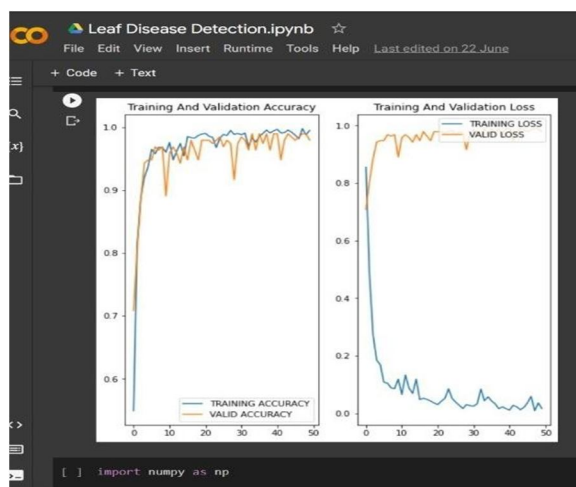 Leaf Disease Detection.ipynb
File Edit View Insert Runtime Tools Help Last edited on 22 June
+ Code + Text
Training And Validation Accuracy
1.0
0.9
0.8
0.7
0.6
0 10 20 30 40 50
TRAINING ACCURACY
VALID ACCURACY
Training And Validation Loss
1.0
0.8
0.6
0.4
0.2
0.0
0 10 20 30 40 50
TRAINING LOSS
VALID LOSS
[ ] import numpy as np